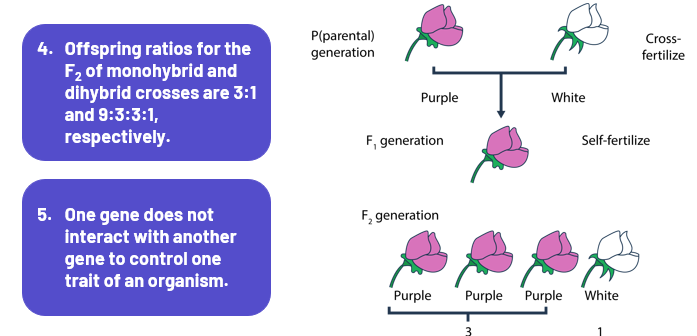 4. Offspring ratios for the
F₂ of monohybrid and
dihybrid crosses are 3:1
and 9:3:3:1,
respectively.
5. One gene does not
interact with another
gene to control one
trait of an organism.
P(parental)
generation
Cross-
fertilize
Purple White
F₁ generation Self-fertilize
F₂ generation
Purple Purple Purple White
3 1